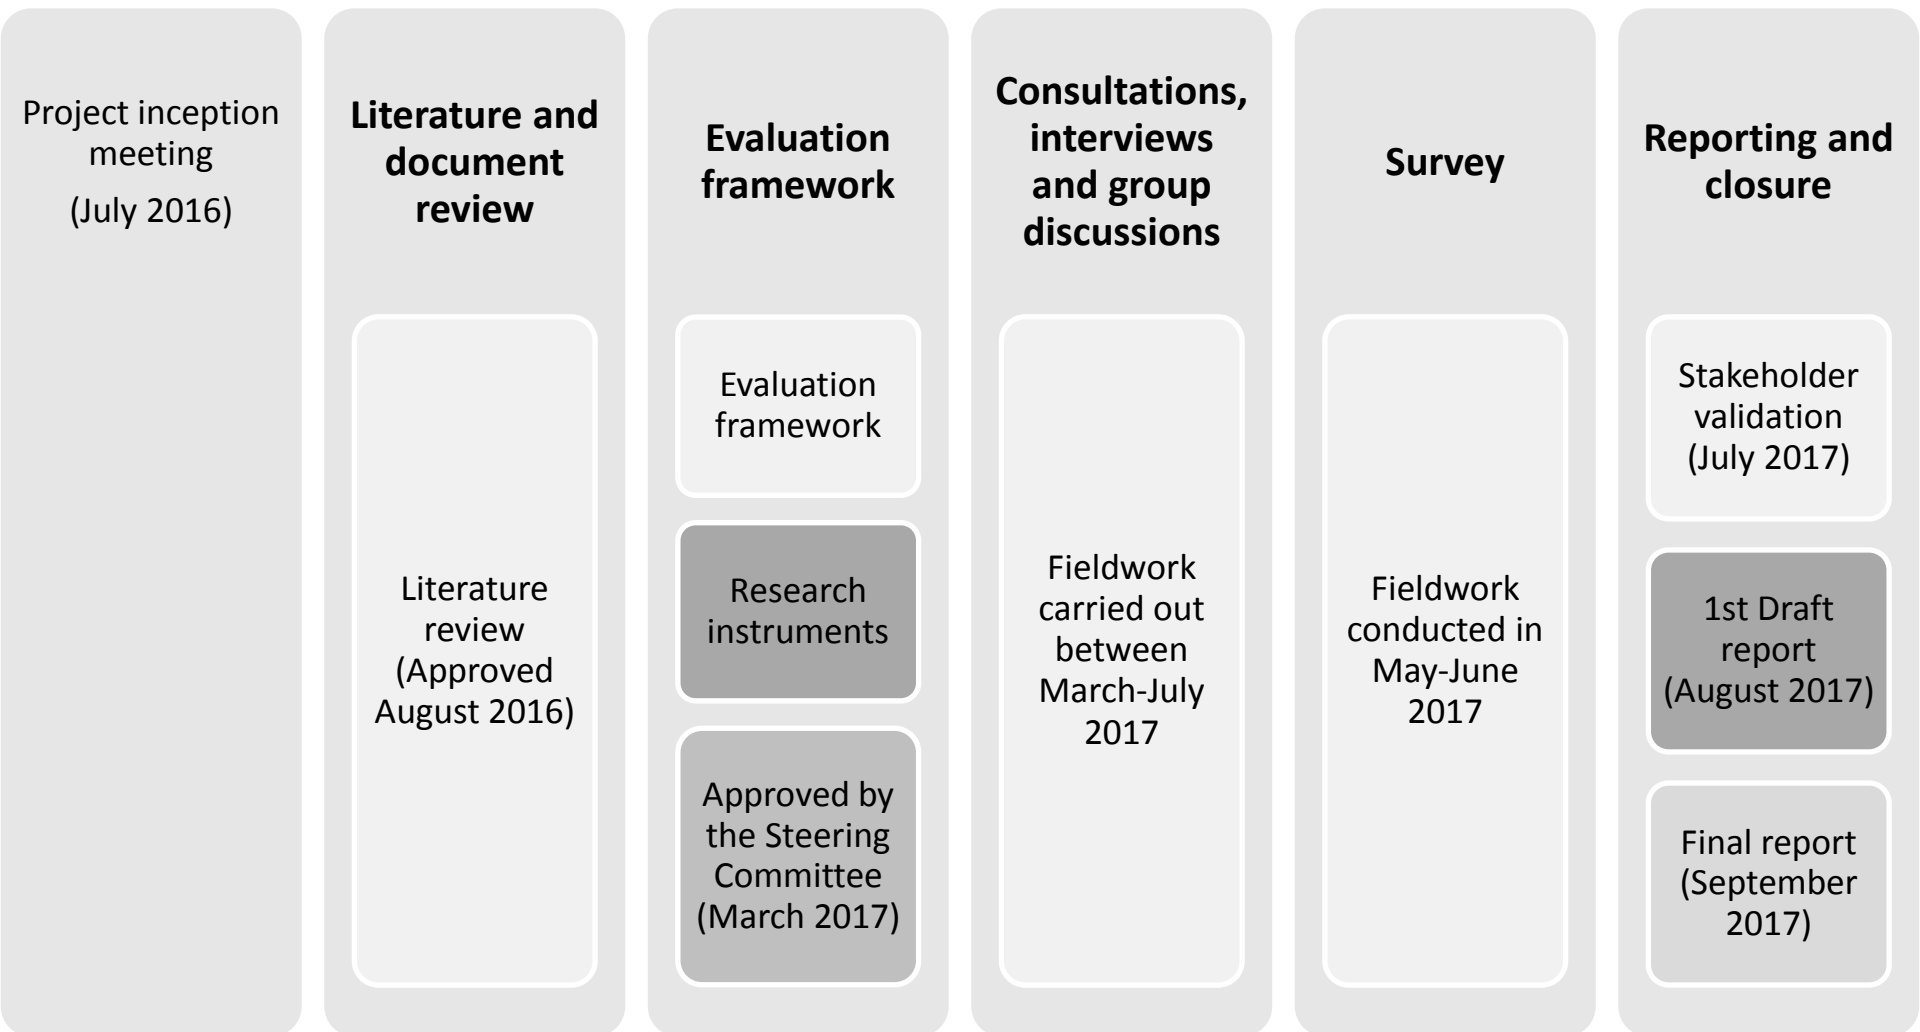 Project inception
meeting
(July 2016)
Literature and
document
review
Literature
review
(Approved
August 2016)
Evaluation
framework
Evaluation
framework
Research
instruments
Approved by
the Steering
Committee
(March 2017)
Consultations,
interviews
and group
discussions
Fieldwork
carried out
between
March-July
2017
Survey
Fieldwork
conducted in
May-June
2017
Reporting and
closure
Stakeholder
validation
(July 2017)
1st Draft
report
(August 2017)
Final report
(September
2017)